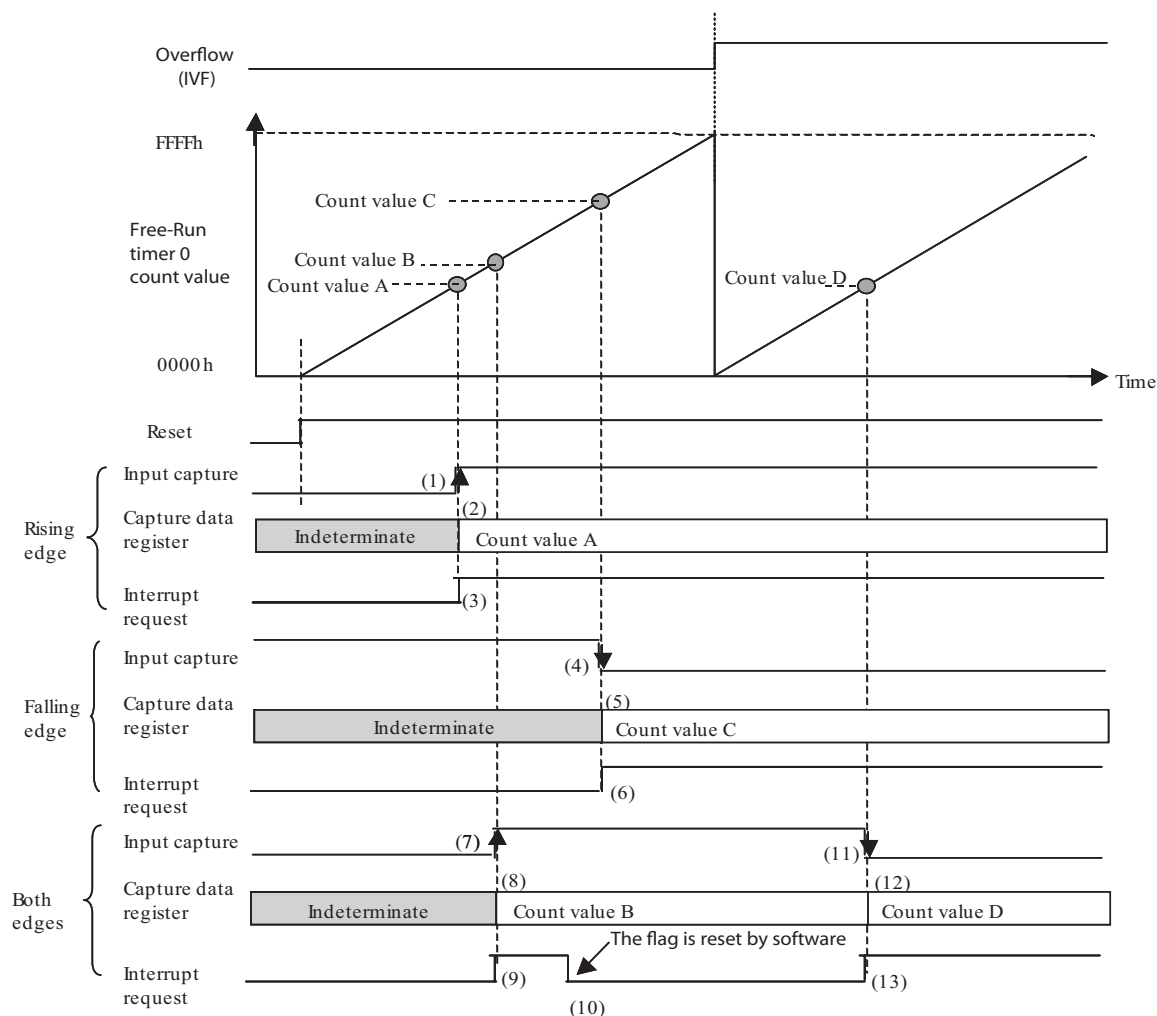 Overflow
(IVF)
FFFFh
Count value C
Free-Run
timer 0
count value
Count value B
Count value A
Count value D
0000h
Time
Reset
Rising
edge
Input capture
(1)
(2)
Capture data
register
Indeterminate
Count value A
Interrupt
request
(3)
Falling
edge
Input capture
(4)
(5)
Capture data
register
Indeterminate
Count value C
Interrupt
request
(6)
Both
edges
Input capture
(7)
(11)
(8)
(12)
Capture data
register
Indeterminate
Count value B
Count value D
The flag is reset by software
Interrupt
request
(9)
(10)
(13)